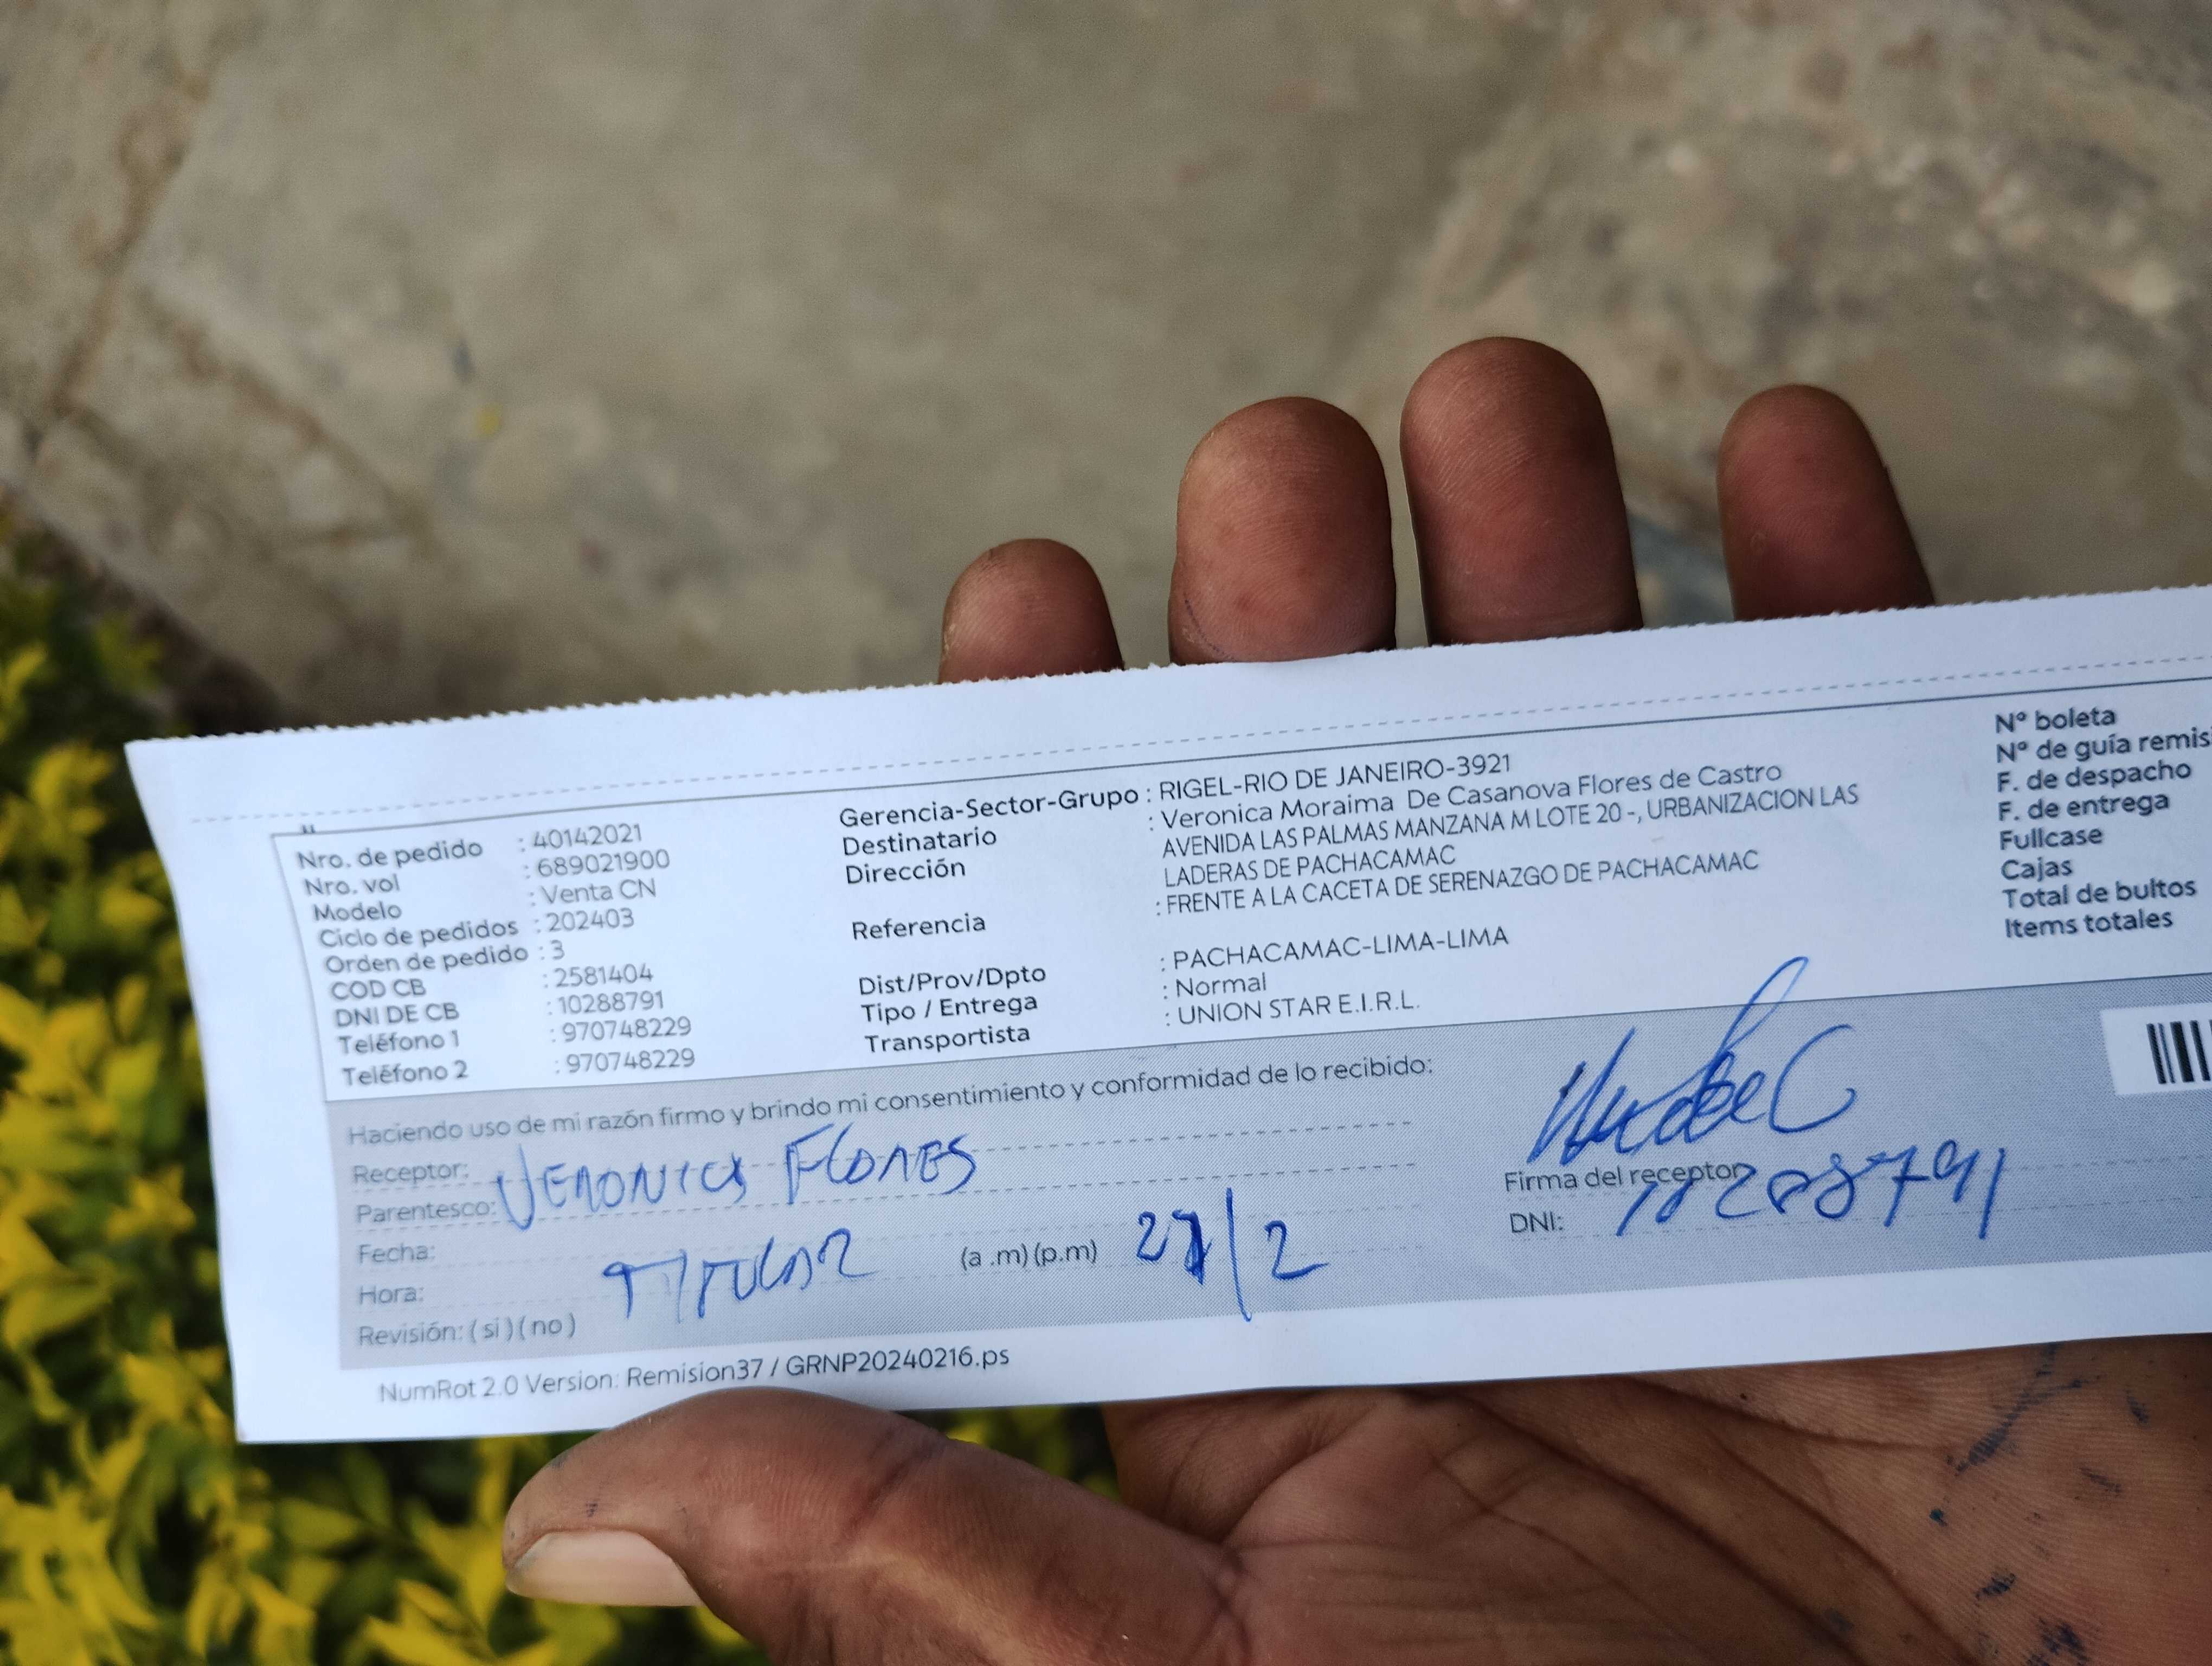 Nro. de pedido : 40142021
Nro. vol : 689021900
Modelo : Venta CN
Ciclo de pedidos : 202403
Orden de pedido : 3
COD CB : 2581404
DNI DE CB : 10288791
Teléfono 1 : 970748229
Teléfono 2 : 970748229
Gerencia-Sector-Grupo : RIGEL-RIO DE JANEIRO-3921
Destinatario : Veronica Moraima De Casanova Flores de Castro
Dirección AVENIDA LAS PALMAS MANZANA M LOTE 20 -, URBANIZACION LAS
LADERAS DE PACHACAMAC
Referencia : FRENTE A LA CACETA DE SERENAZGO DE PACHACAMAC
Dist/Prov/Dpto : PACHACAMAC-LIMA-LIMA
Tipo / Entrega : Normal
Transportista : UNION STAR E.I.R.L.
Nº boleta
Nº de guía remis
F. de despacho
F. de entrega
Fullcase
Cajas
Total de bultos
Items totales
Haciendo uso de mi razón firmo y brindo mi consentimiento y conformidad de lo recibido:
Receptor: VERONICA FLORES
Parentesco:
Fecha:
Hora: TITULAR (a .m) (p.m) 27/2
Revisión: ( si ) ( no )
Firma del receptor
DNI: 10288791
NumRot 2.0 Version: Remision37 / GRNP20240216.ps